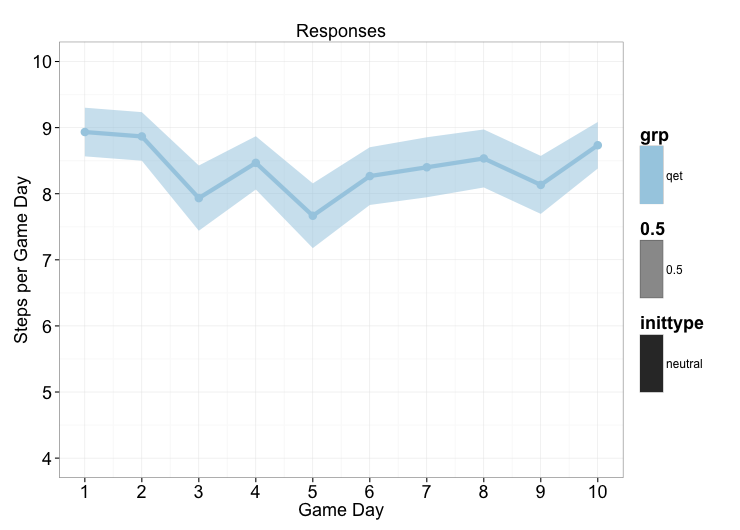 Responses
10
9
8
7
6
5
4
Steps per Game Day
1 2 3 4 5 6 7 8 9 10
Game Day
grp
qet
0.5
0.5
inittype
neutral